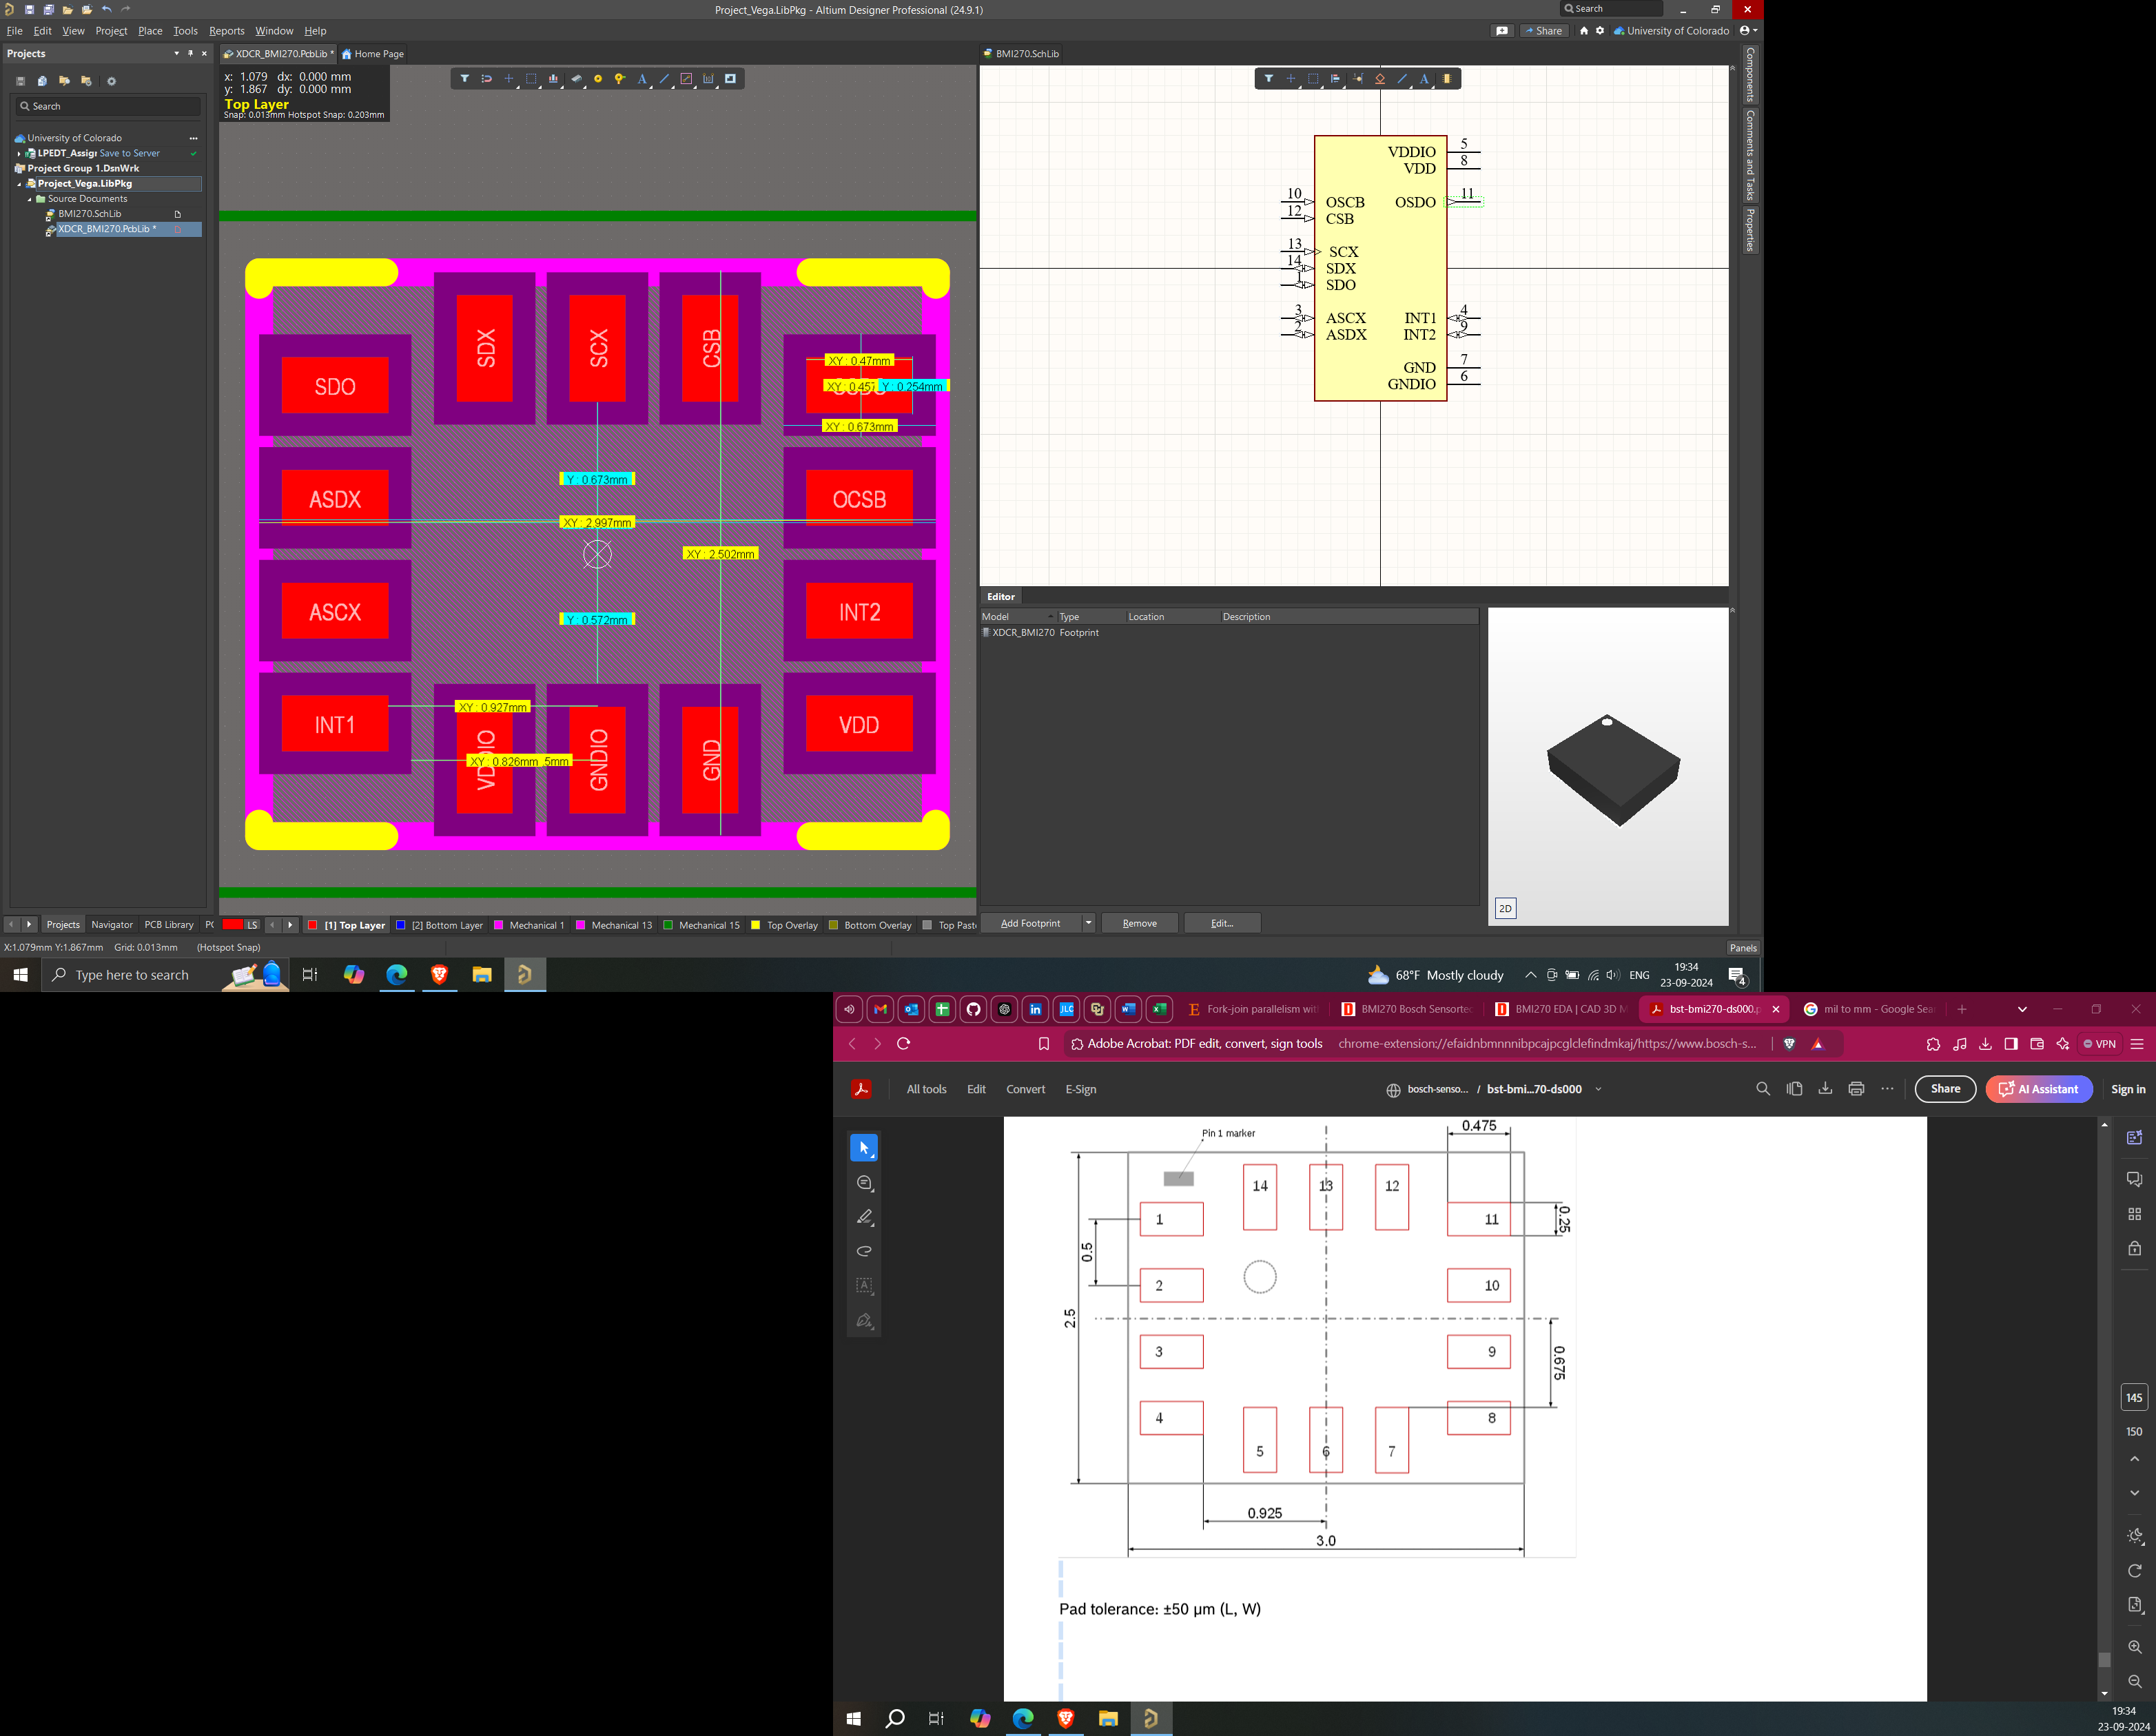 Project_Vega.LibPkg - Altium Designer Professional (24.9.1)
Search
File Edit View Project Place Tools Reports Window Help
Share
University of Colorado
Projects
XDCR_BMI270.PcbLib *
Home Page
BMI270.SchLib
x: 1.079 dx: 0.000 mm
y: 1.867 dy: 0.000 mm
Top Layer
Snap: 0.013mm Hotspot Snap: 0.203mm
Search
University of Colorado
LPEDT_Assigr Save to Server
Project Group 1.DsnWrk
Project_Vega.LibPkg
Source Documents
BMI270.SchLib
XDCR_BMI270.PcbLib *
SDX
SCX
CSB
SDO
XY : 0.47mm
XY : 0.457
Y : 0.254mm
XY : 0.673mm
ASDX
Y : 0.673mm
OCSB
XY : 2.997mm
XY : 2.502mm
ASCX
Y : 0.572mm
INT2
INT1
XY : 0.927mm
VDD
XY : 0.826mm
.5mm
GNDIO
GND
5
VDDIO
8
VDD
10
OSCB
OSDO
11
12
CSB
13
SCX
14
SDX
1
SDO
3
ASCX
INT1
4
2
ASDX
INT2
9
GND
7
GNDIO
6
Components
Comments and Tasks
Properties
Editor
Model Type Location Description
XDCR_BMI270 Footprint
2D
Add Footprint
Remove
Edit...
Projects Navigator PCB Library PC
LS
[1] Top Layer
[2] Bottom Layer
Mechanical 1
Mechanical 13
Mechanical 15
Top Overlay
Bottom Overlay
Top Paste
X:1.079mm Y:1.867mm Grid: 0.013mm (Hotspot Snap)
Panels
Type here to search
68°F Mostly cloudy
ENG
19:34
23-09-2024
4
JLC
Fork-join parallelism wit
BMI270 Bosch Sensortec
BMI270 EDA | CAD 3D M
bst-bmi270-ds000.p
mil to mm - Google Sea
Adobe Acrobat: PDF edit, convert, sign tools
chrome-extension://efaidnbmnnnibpcajpcglclefindmkaj/https://www.bosch-s...
VPN
All tools Edit Convert E-Sign
bosch-senso... / bst-bmi...70-ds000
Share
AI Assistant
Sign in
Pin 1 marker
0.475
14
13
12
1
11
0.25
0.5
2
10
2.5
3
9
0.675
4
8
5
6
7
0.925
3.0
Pad tolerance: ±50 μm (L, W)
145
150
19:34
23-09-2024